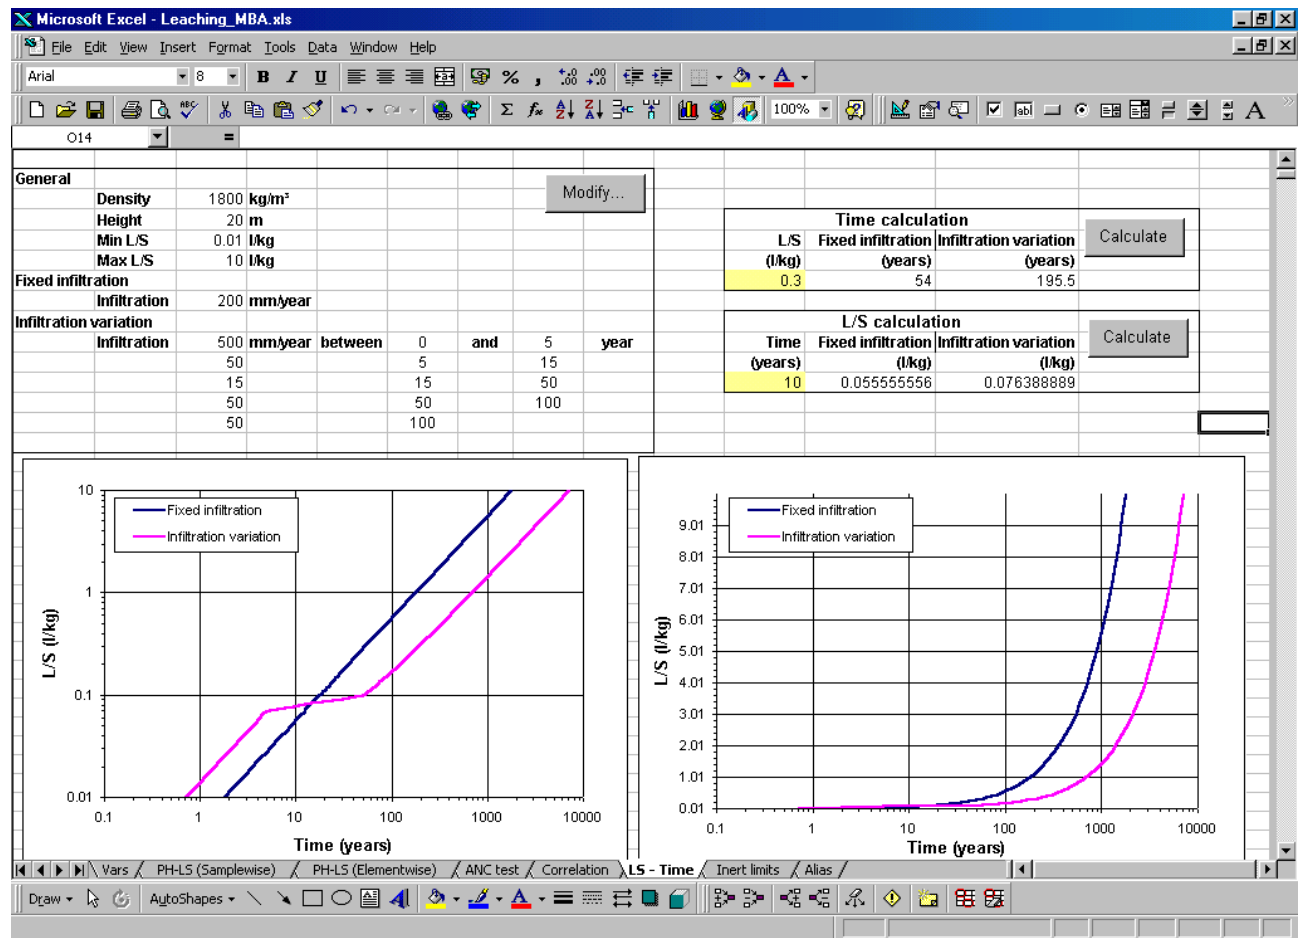 Microsoft Excel - Leaching_MBA.xls
File Edit View Insert Format Tools Data Window Help
Arial 8 B I U % , .00 .00 A
Σ fx 100% ab| A
O14 =
General
Modify...
Density 1800 kg/m³
Height 20 m
Min L/S 0.01 l/kg
Max L/S 10 l/kg
Fixed infiltration
Infiltration 200 mm/year
Infiltration variation
Infiltration 500 mm/year between 0 and 5 year
50 5 15
15 15 50
50 50 100
50 100
Time calculation
Calculate
L/S Fixed infiltration Infiltration variation
(l/kg) (years) (years)
0.3 54 195.5
L/S calculation
Calculate
Time Fixed infiltration Infiltration variation
(years) (l/kg) (l/kg)
10 0.055555556 0.076388889
Fixed infiltration
Infiltration variation
L/S (l/kg)
10
1
0.1
0.01
0.1 1 10 100 1000 10000
Time (years)
Fixed infiltration
Infiltration variation
L/S (l/kg)
9.01
8.01
7.01
6.01
5.01
4.01
3.01
2.01
1.01
0.01
0.1 1 10 100 1000 10000
Time (years)
Vars PH-LS (Samplewise) PH-LS (Elementwise) ANC test Correlation LS - Time Inert limits Alias
Draw AutoShapes A A